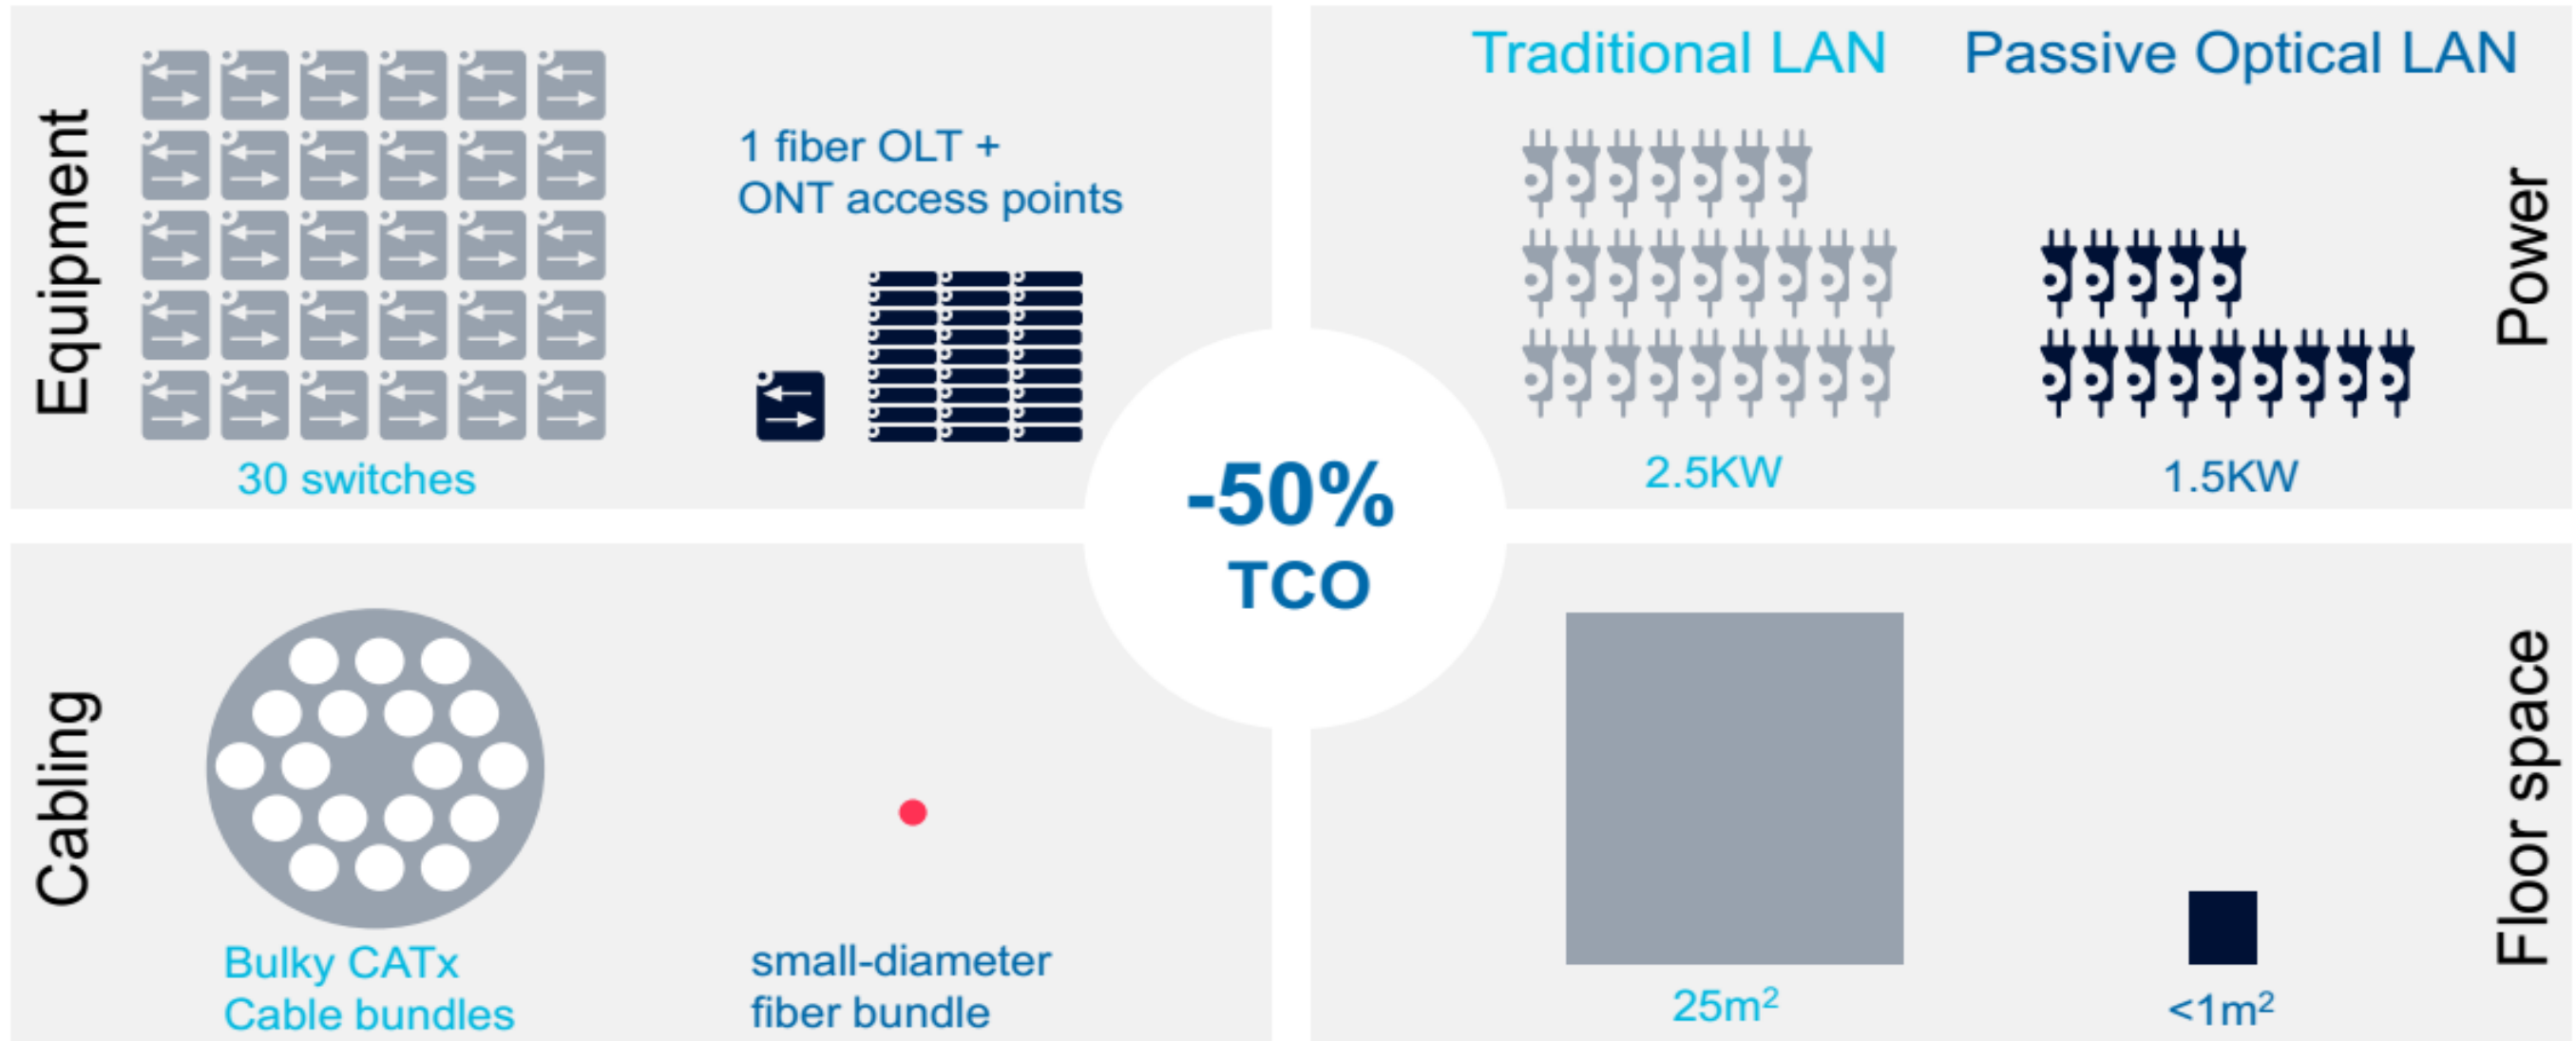 Equipment
30 switches
1 fiber OLT +
ONT access points
Traditional LAN
Passive Optical LAN
2.5KW
1.5KW
Power
-50%
TCO
Cabling
Bulky CATx
Cable bundles
small-diameter
fiber bundle
25m²
<1m²
Floor space